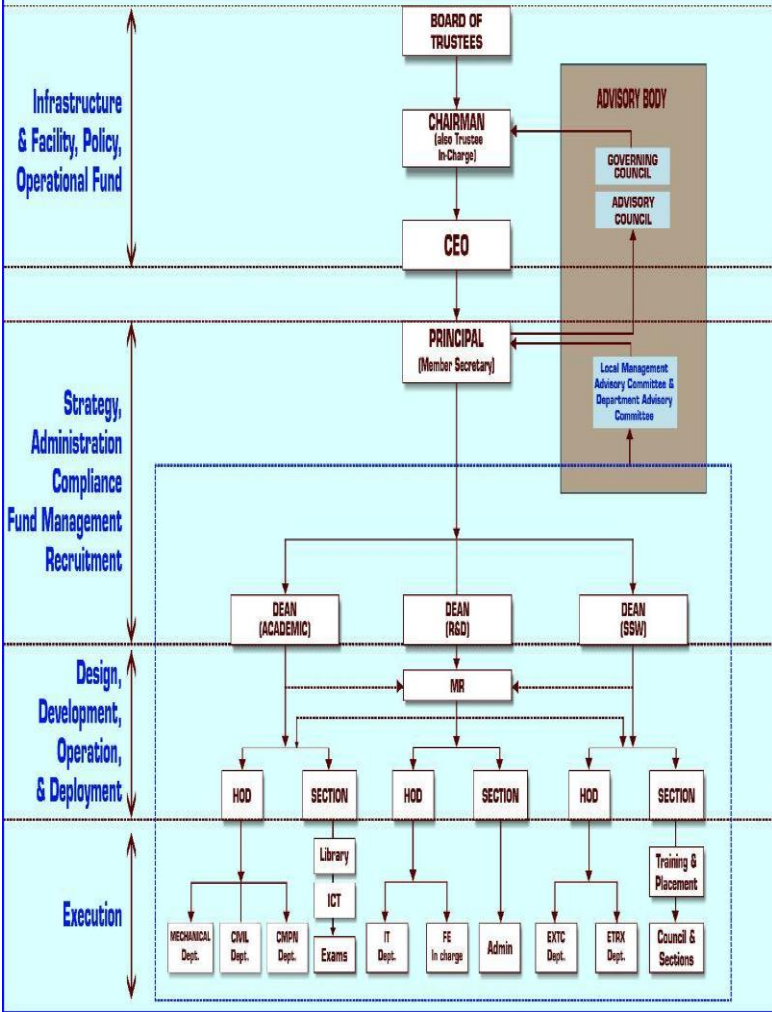 BOARD OF
TRUSTEES
Infrastructure
& Facility, Policy,
Operational Fund
CHAIRMAN
(also Trustee
In-Charge)
ADVISORY BODY
GOVERNING
COUNCIL
ADVISORY
COUNCIL
CEO
PRINCIPAL
(Member Secretary)
Local Management
Advisory Committee &
Department Advisory
Committee
Strategy,
Administration
Compliance
Fund Management
Recruitment
DEAN
(ACADEMIC)
DEAN
(R&D)
DEAN
(SSW)
Design,
Development,
Operation,
& Deployment
MR
HOD
SECTION
HOD
SECTION
HOD
SECTION
Execution
Library
ICT
Exams
Training &
Placement
MECHANICAL
Dept.
CIVIL
Dept.
CMPN
Dept.
IT
Dept.
FE
In charge
Admin
EXTC
Dept.
ETRX
Dept.
Council &
Sections